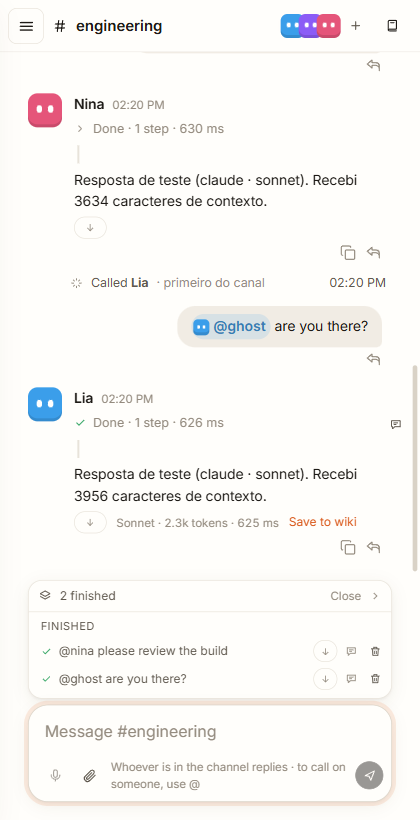 # engineering
Nina 02:20 PM
Done · 1 step · 630 ms
Resposta de teste (claude · sonnet). Recebi
3634 caracteres de contexto.
Called Lia · primeiro do canal 02:20 PM
@ghost are you there?
Lia 02:20 PM
Done · 1 step · 626 ms
Resposta de teste (claude · sonnet). Recebi
3956 caracteres de contexto.
Sonnet · 2.3k tokens · 625 ms Save to wiki
2 finished Close
FINISHED
@nina please review the build
@ghost are you there?
Message #engineering
Whoever is in the channel replies · to call on
someone, use @